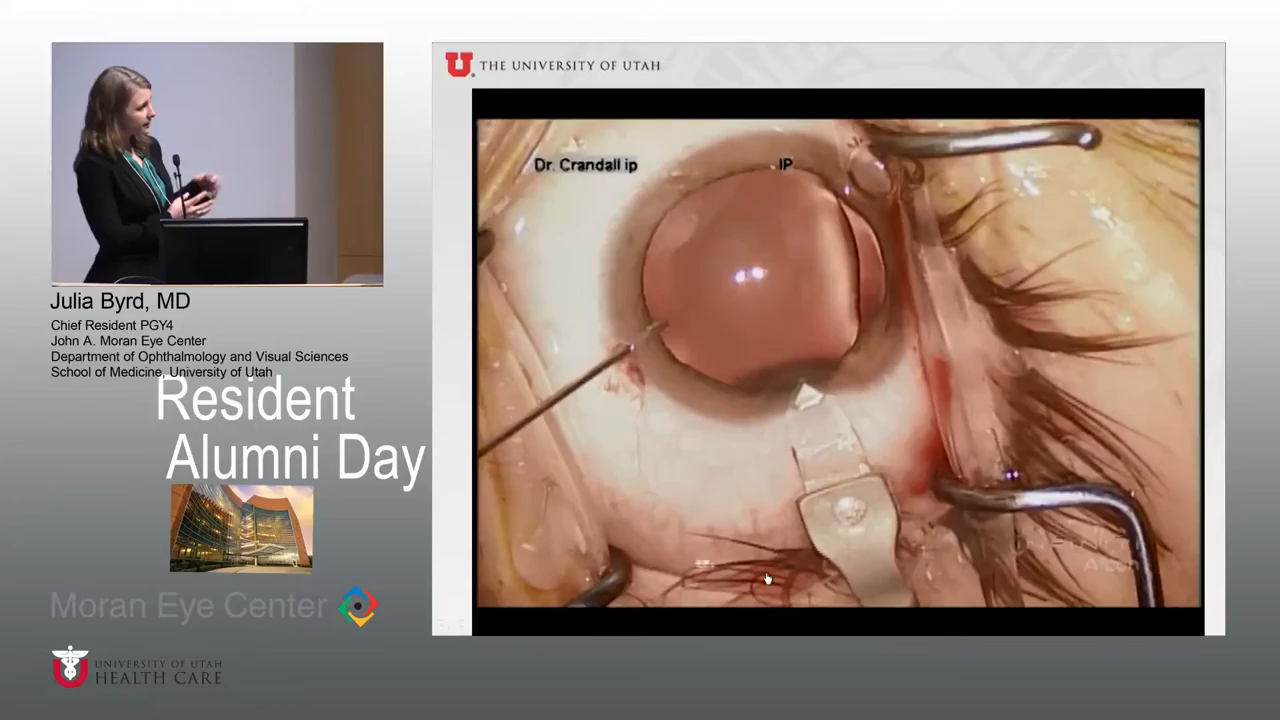 THE UNIVERSITY OF UTAH
Dr. Crandall ip
IP
Alcon
Julia Byrd, MD
Chief Resident PGY4
John A. Moran Eye Center
Department of Ophthalmology and Visual Sciences
School of Medicine, University of Utah
Resident
Alumni Day
Moran Eye Center
UNIVERSITY OF UTAH
HEALTH CARE